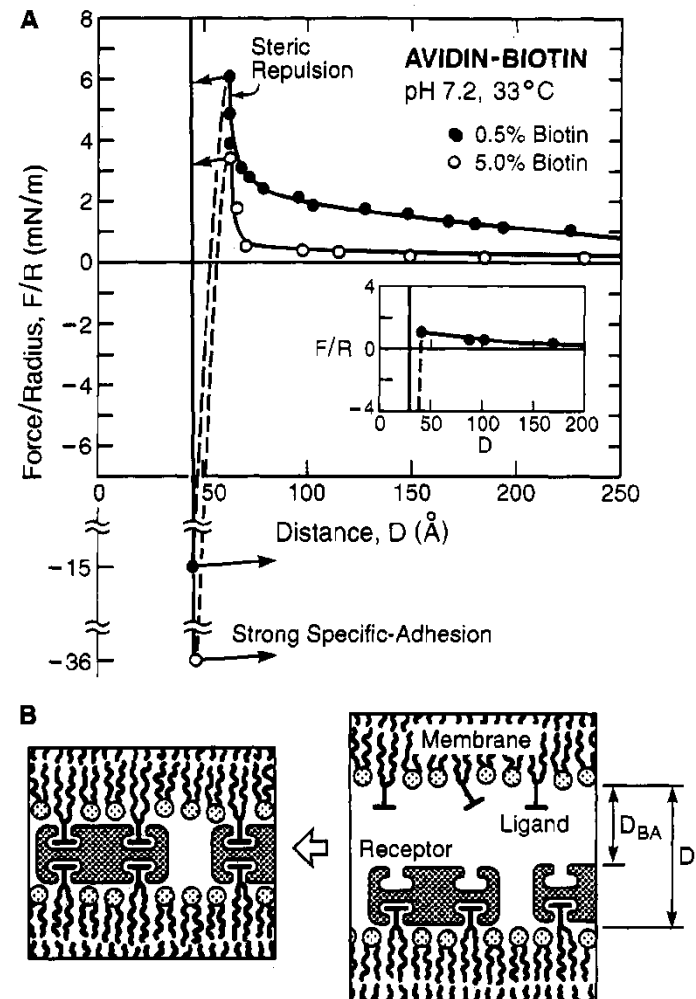 A
8
6
4
2
0
−2
−4
−6
−15
−36
Force/Radius, F/R (mN/m)
Steric
Repulsion
AVIDIN-BIOTIN
pH 7.2, 33°C
● 0.5% Biotin
○ 5.0% Biotin
4
F/R 0
−4
0 50 100 150 200
D
0 50 100 150 200 250
Distance, D (Å)
Strong Specific-Adhesion
B
Membrane
Ligand
Receptor
D_BA
D